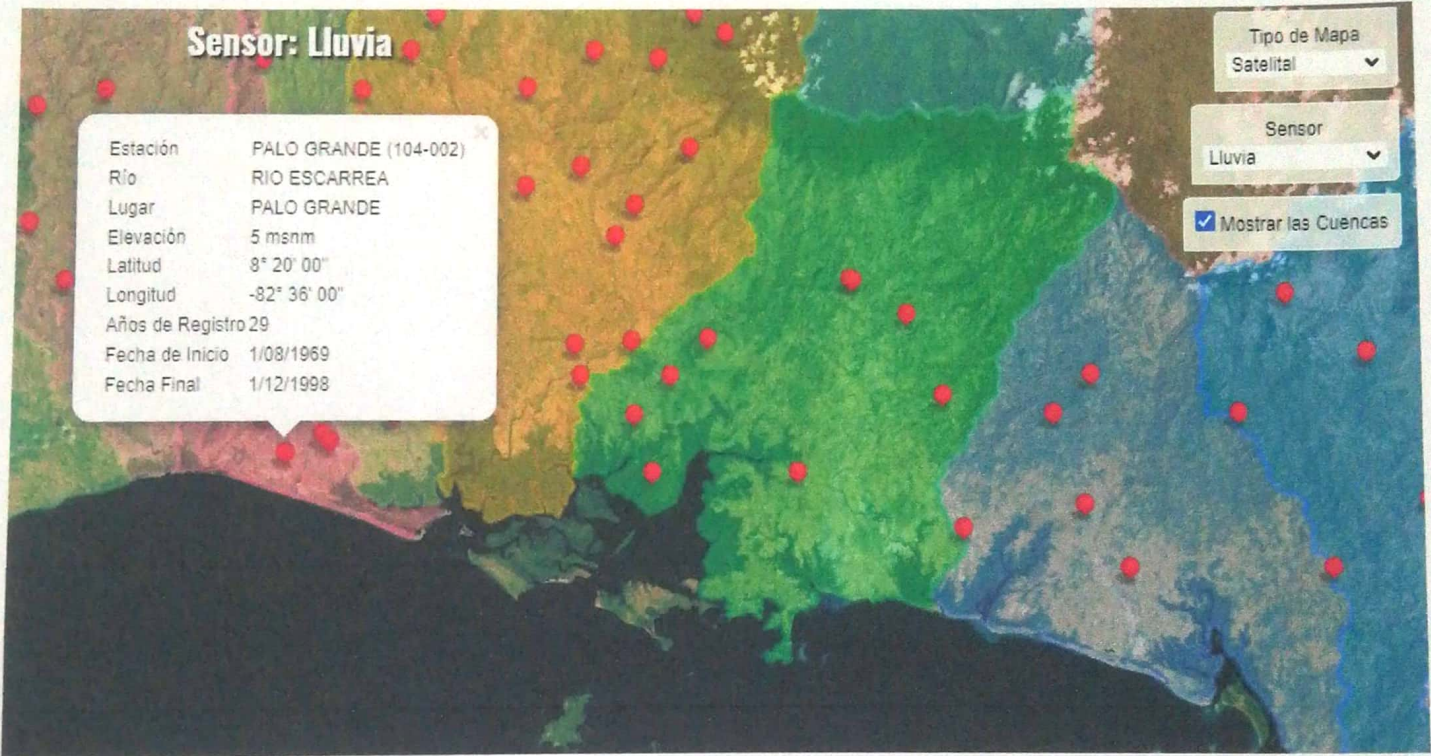 Sensor: Lluvia
Tipo de Mapa
Satelital
Sensor
Lluvia
Mostrar las Cuencas
Estación PALO GRANDE (104-002)
Río RIO ESCARREA
Lugar PALO GRANDE
Elevación 5 msnm
Latitud 8° 20' 00"
Longitud -82° 36' 00"
Años de Registro 29
Fecha de Inicio 1/08/1969
Fecha Final 1/12/1998